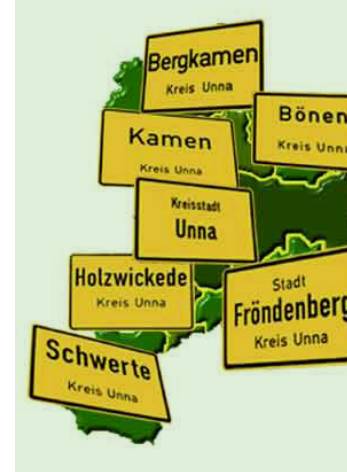 Bergkamen
Kreis Unna
Bönen
Kreis Unna
Kamen
Kreis Unna
Kreisstadt
Unna
Holzwickede
Kreis Unna
Stadt
Fröndenberg
Kreis Unna
Schwerte
Kreis Unna